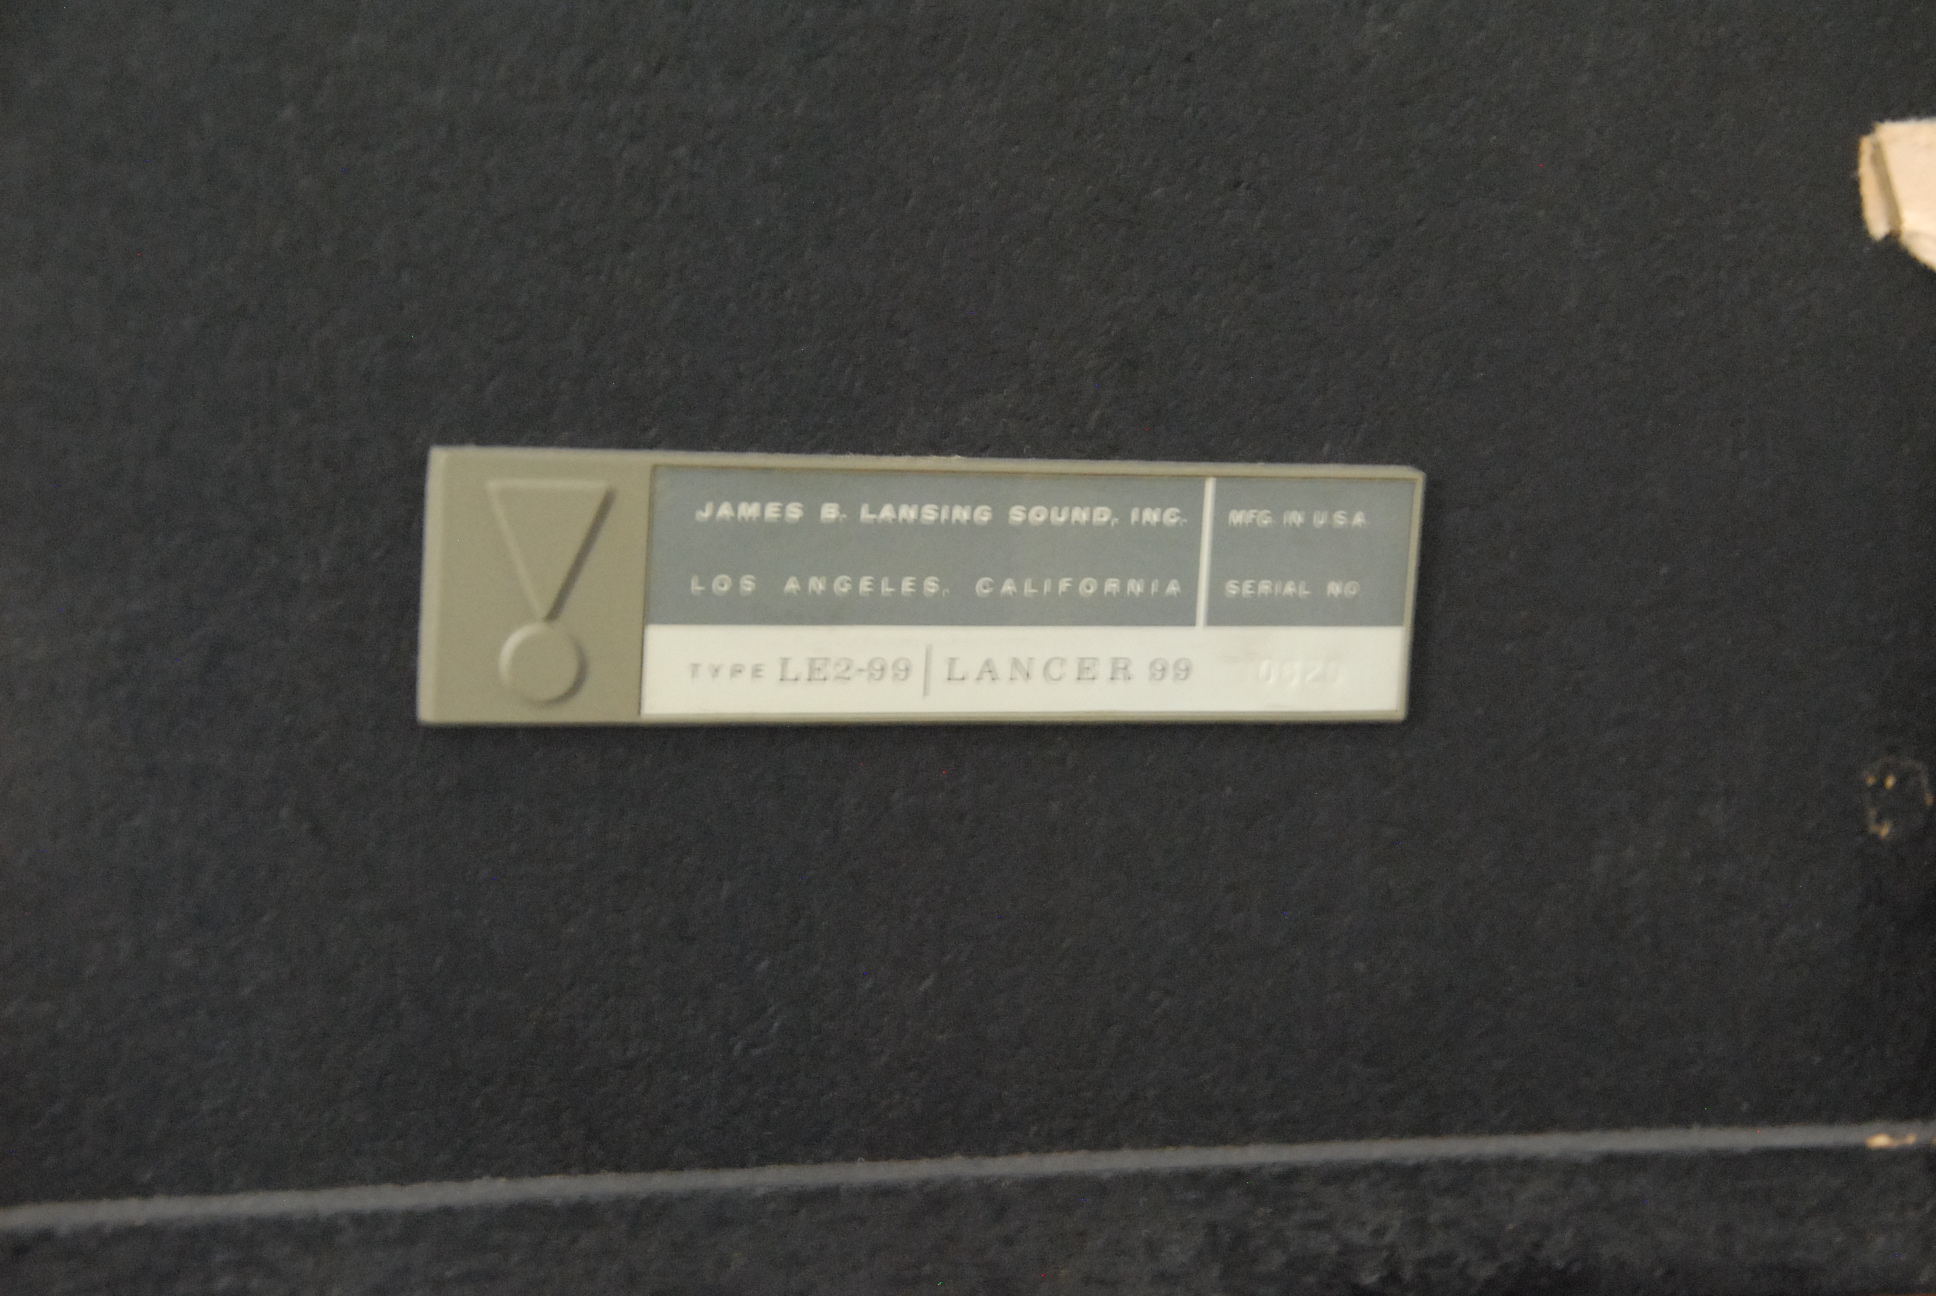 JAMES B. LANSING SOUND, INC.
LOS ANGELES, CALIFORNIA
MFG. IN U.S.A.
SERIAL NO
TYPE LE2-99 | LANCER 99